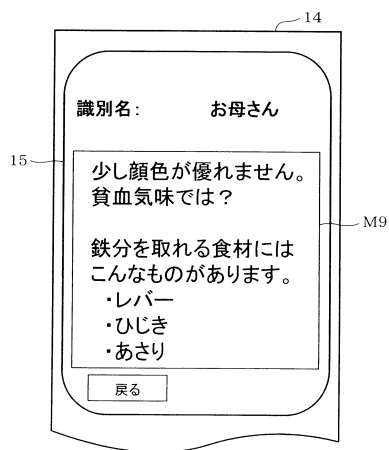 14
識別名： お母さん
15
少し顔色が優れません。
貧血気味では？
M9
鉄分を取れる食材には
こんなものがあります。
・レバー
・ひじき
・あさり
戻る